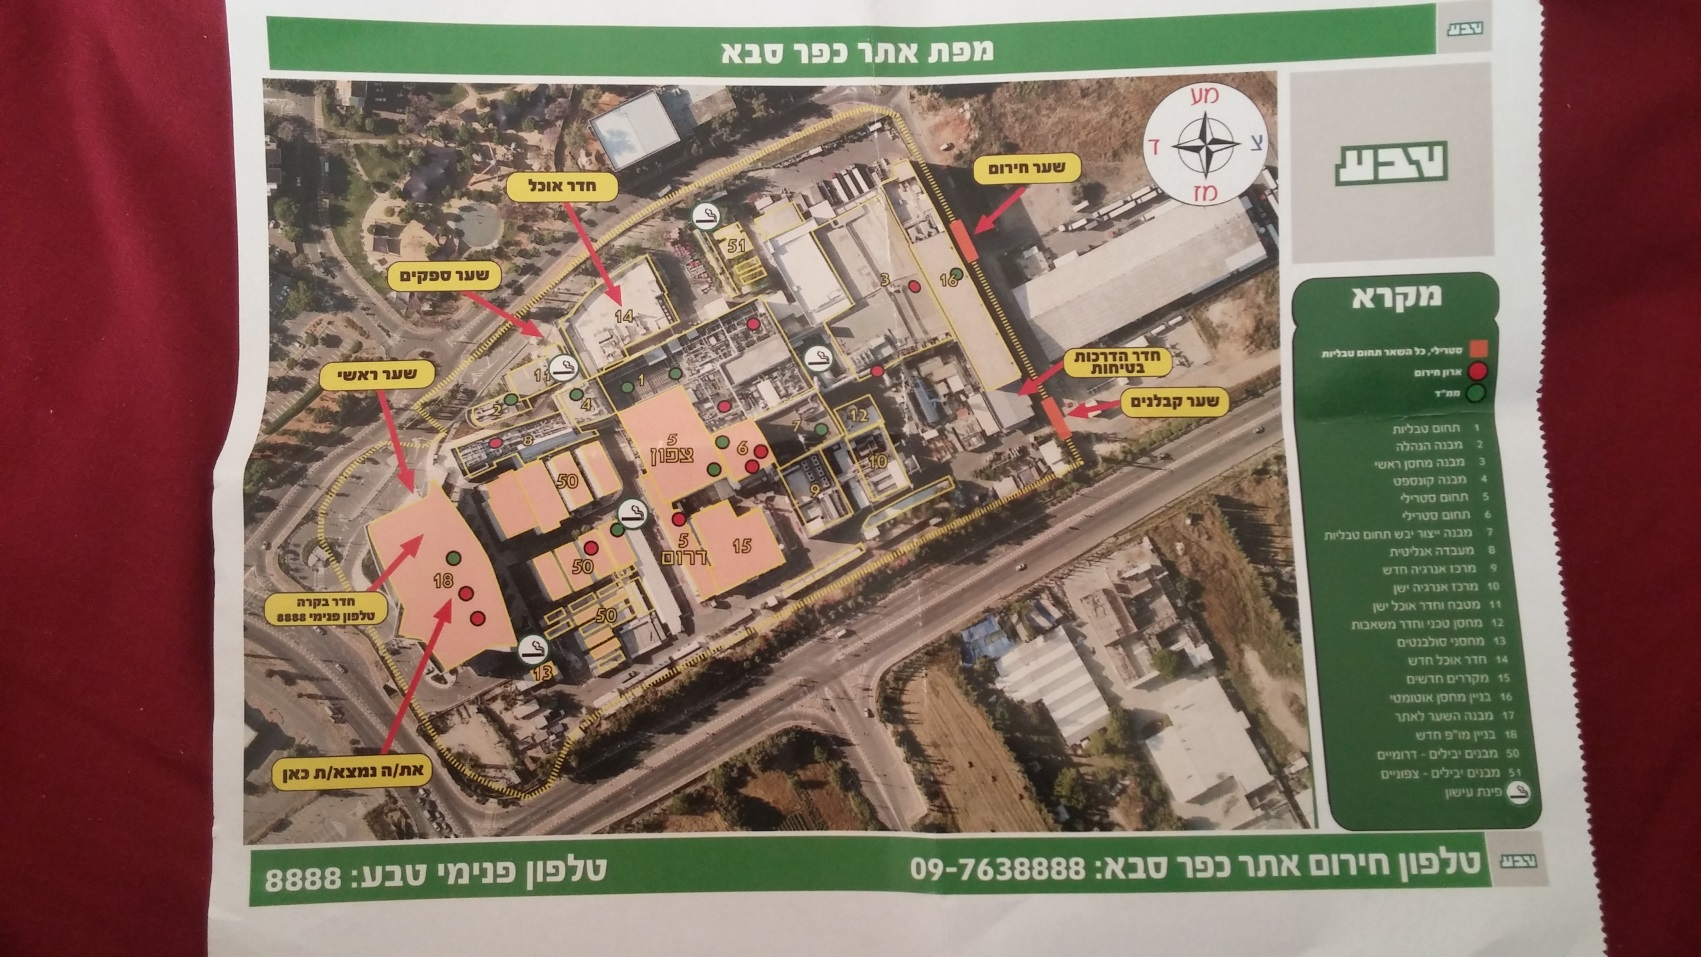 מפת אתר כפר סבא
טבע
טבע
מע
ד
צ
מז
שער חירום
חדר אוכל
שער ספקים
שער ראשי
חדר הדרכות
בטיחות
שער קבלנים
חדר בקרה
טלפון פנימי 8888
את/ה נמצא/ת כאן
51
3
16
14
11
1
2
4
8
5
צפון
6
7
12
10
9
50
5
דרום
15
50
18
50
13
מקרא
סטרילי, כל השאר תחום טבליות
ארון חירום
ממ"ד
1 תחום טבליות
2 מבנה הנהלה
3 מבנה מחסן ראשי
4 מבנה קונספט
5 תחום סטרילי
6 תחום סטרילי
7 מבנה ייצור יבש תחום טבליות
8 מעבדה אנליטית
9 מרכז אנרגיה חדש
10 מרכז אנרגיה ישן
11 מטבח וחדר אוכל ישן
12 מחסן טכני וחדר משאבות
13 מחסני סולבנטים
14 חדר אוכל חדש
15 מקררים חדשים
16 בניין מחסן אוטומטי
17 מבנה השער לאתר
18 בניין מו"פ חדש
50 מבנים יבילים - דרומיים
51 מבנים יבילים - צפוניים
פינת עישון
טלפון חירום אתר כפר סבא: 09-7638888
טלפון פנימי טבע: 8888
טבע